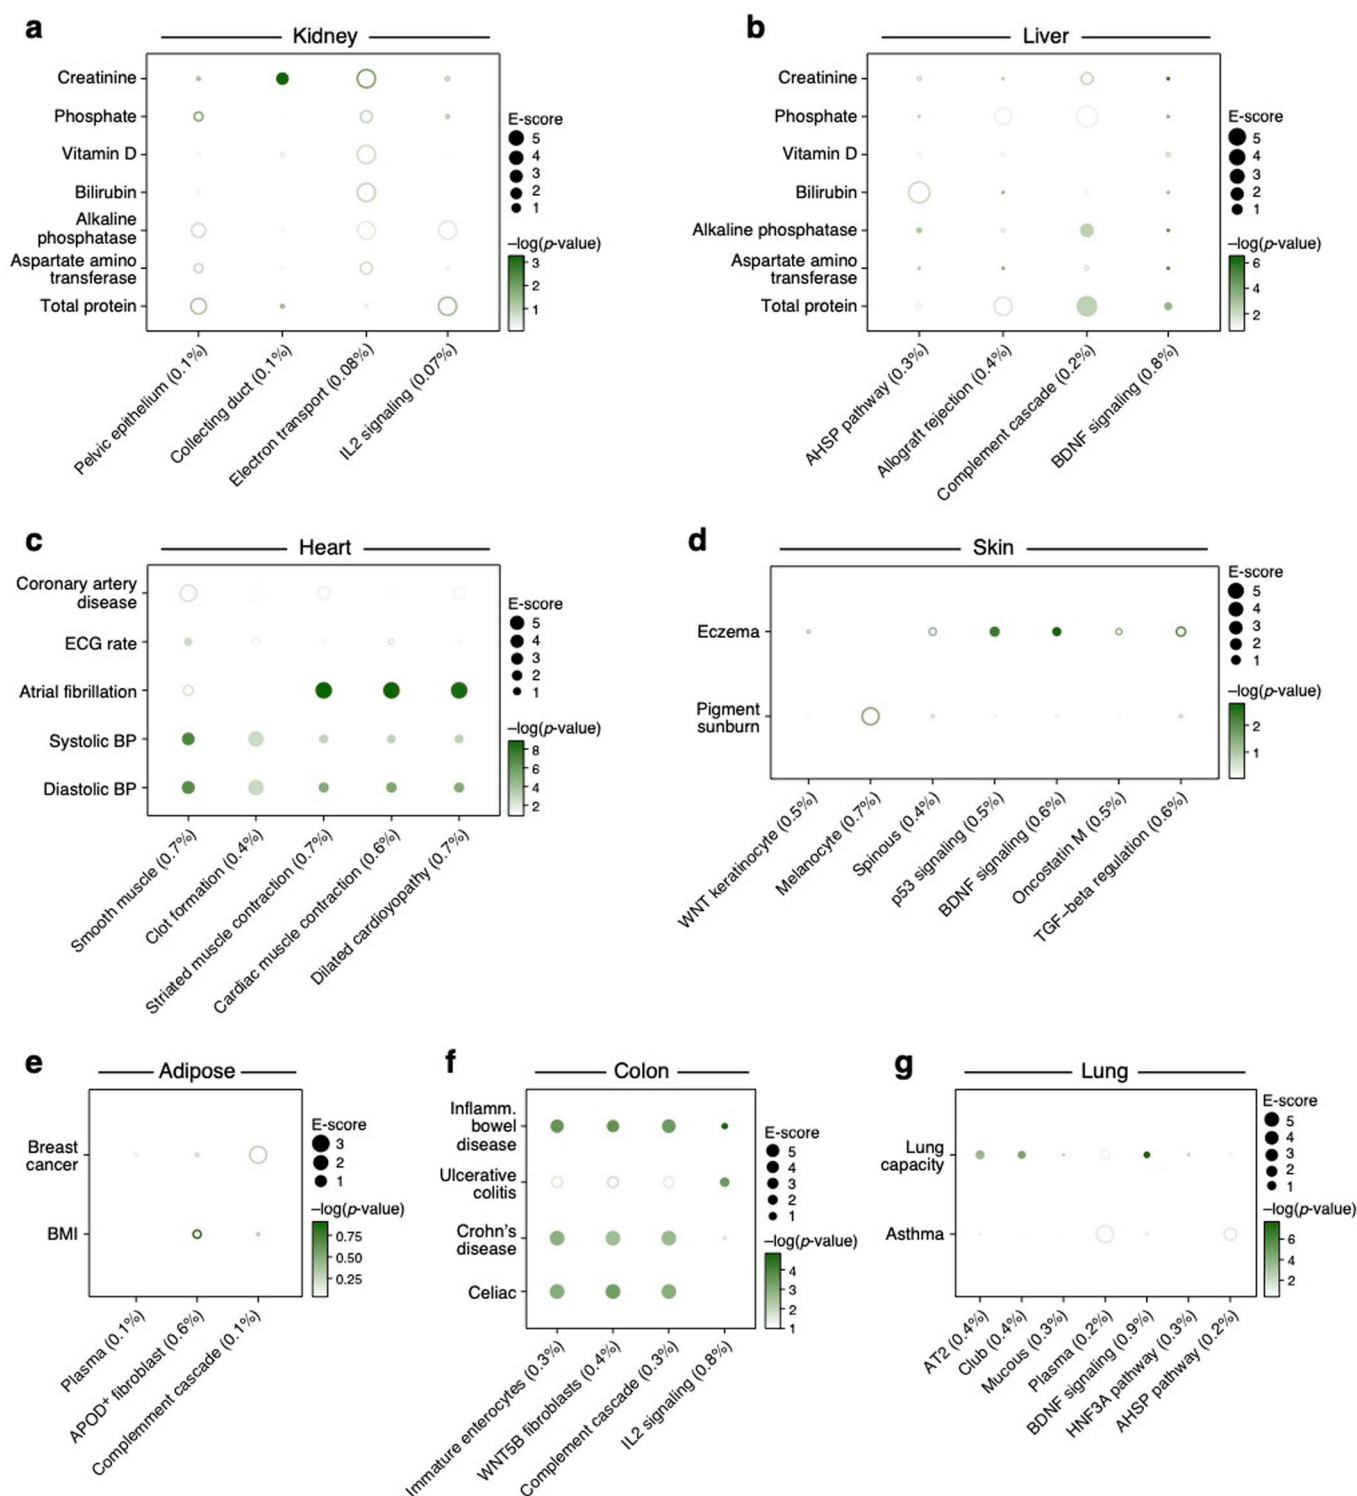 a
Kidney
Creatinine
Phosphate
Vitamin D
Bilirubin
Alkaline
phosphatase
Aspartate amino
transferase
Total protein
Pelvic epithelium (0.1%)
Collecting duct (0.1%)
Electron transport (0.08%)
IL2 signaling (0.07%)
E-score
5
4
3
2
1
–log(p-value)
3
2
1
b
Liver
Creatinine
Phosphate
Vitamin D
Bilirubin
Alkaline phosphatase
Aspartate amino
transferase
Total protein
AHSP pathway (0.3%)
Allograft rejection (0.4%)
Complement cascade (0.2%)
BDNF signaling (0.8%)
E-score
5
4
3
2
1
–log(p-value)
6
4
2
c
Heart
Coronary artery
disease
ECG rate
Atrial fibrillation
Systolic BP
Diastolic BP
Smooth muscle (0.7%)
Clot formation (0.4%)
Striated muscle contraction (0.7%)
Cardiac muscle contraction (0.6%)
Dilated cardioyopathy (0.7%)
E-score
5
4
3
2
1
–log(p-value)
8
6
4
2
d
Skin
Eczema
Pigment
sunburn
WNT keratinocyte (0.5%)
Melanocyte (0.7%)
Spinous (0.4%)
p53 signaling (0.5%)
BDNF signaling (0.6%)
Oncostatin M (0.5%)
TGF–beta regulation (0.6%)
E-score
5
4
3
2
1
–log(p-value)
2
1
e
Adipose
Breast
cancer
BMI
Plasma (0.1%)
APOD+ fibroblast (0.6%)
Complemment cascade (0.1%)
E-score
3
2
1
–log(p-value)
0.75
0.50
0.25
f
Colon
Inflamm.
bowel
disease
Ulcerative
colitis
Crohn's
disease
Celiac
Immature enterocytes (0.3%)
WNT5B fibroblasts (0.4%)
Complement cascade (0.3%)
IL2 signaling (0.8%)
E-score
5
4
3
2
1
–log(p-value)
4
3
2
1
g
Lung
Lung
capacity
Asthma
AT2 (0.4%)
Club (0.4%)
Mucous (0.3%)
Plasma (0.2%)
BDNF signaling (0.9%)
HNF3A pathway (0.3%)
AHSP pathway (0.2%)
E-score
5
4
3
2
1
–log(p-value)
6
4
2